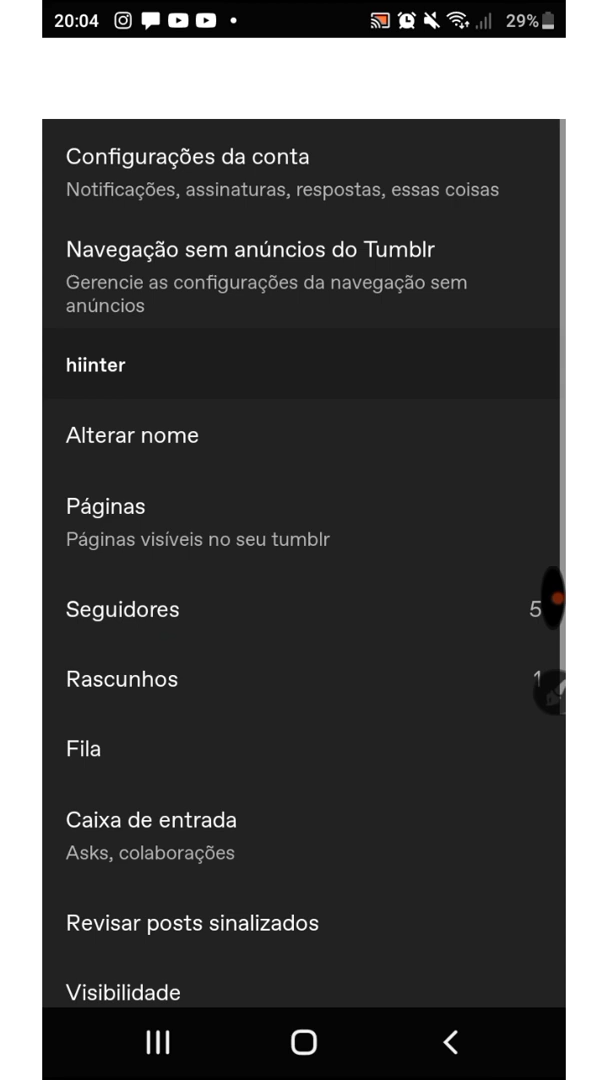 20:04 29%
Configurações da conta
Notificações, assinaturas, respostas, essas coisas
Navegação sem anúncios do Tumblr
Gerencie as configurações da navegação sem
anúncios
hiinter
Alterar nome
Páginas
Páginas visíveis no seu tumblr
Seguidores 5
Rascunhos 1
Fila
Caixa de entrada
Asks, colaborações
Revisar posts sinalizados
Visibilidade